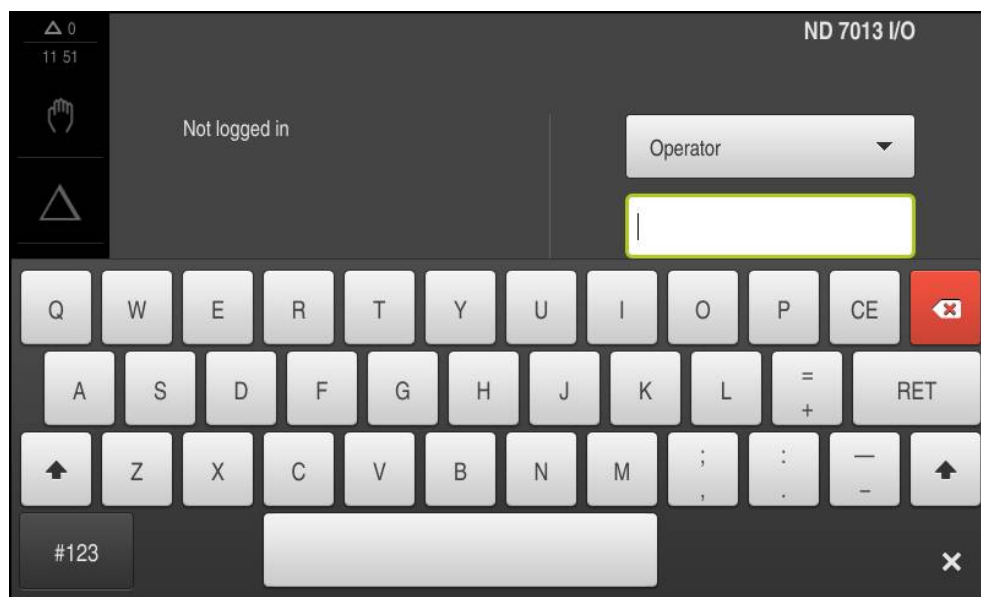 0
ND 7013 I/O
11 51
Not logged in
Operator
Q W E R T Y U I O P CE
A S D F G H J K L = + RET
Z X C V B N M ; , : . — –
#123